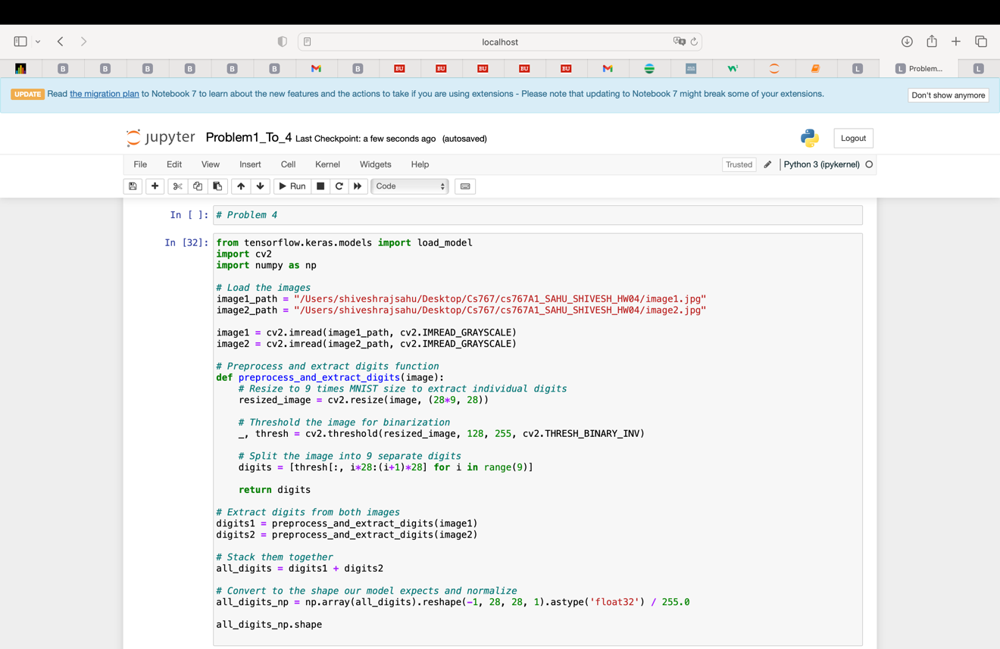 localhost
B B B B B B B BU BU BU BU BU L L Problem... L
UPDATE Read the migration plan to Notebook 7 to learn about the new features and the actions to take if you are using extensions - Please note that updating to Notebook 7 might break some of your extensions. Don't show anymore
jupyter Problem1_To_4 Last Checkpoint: a few seconds ago (autosaved) Logout
File Edit View Insert Cell Kernel Widgets Help Trusted Python 3 (ipykernel)
Run Code
In [ ]: # Problem 4
In [32]: from tensorflow.keras.models import load_model
import cv2
import numpy as np
# Load the images
image1_path = "/Users/shiveshrajsahu/Desktop/Cs767/cs767A1_SAHU_SHIVESH_HW04/image1.jpg"
image2_path = "/Users/shiveshrajsahu/Desktop/Cs767/cs767A1_SAHU_SHIVESH_HW04/image2.jpg"
image1 = cv2.imread(image1_path, cv2.IMREAD_GRAYSCALE)
image2 = cv2.imread(image2_path, cv2.IMREAD_GRAYSCALE)
# Preprocess and extract digits function
def preprocess_and_extract_digits(image):
    # Resize to 9 times MNIST size to extract individual digits
    resized_image = cv2.resize(image, (28*9, 28))
    # Threshold the image for binarization
    _, thresh = cv2.threshold(resized_image, 128, 255, cv2.THRESH_BINARY_INV)
    # Split the image into 9 separate digits
    digits = [thresh[:, i*28:(i+1)*28] for i in range(9)]
    return digits
# Extract digits from both images
digits1 = preprocess_and_extract_digits(image1)
digits2 = preprocess_and_extract_digits(image2)
# Stack them together
all_digits = digits1 + digits2
# Convert to the shape our model expects and normalize
all_digits_np = np.array(all_digits).reshape(-1, 28, 28, 1).astype('float32') / 255.0
all_digits_np.shape